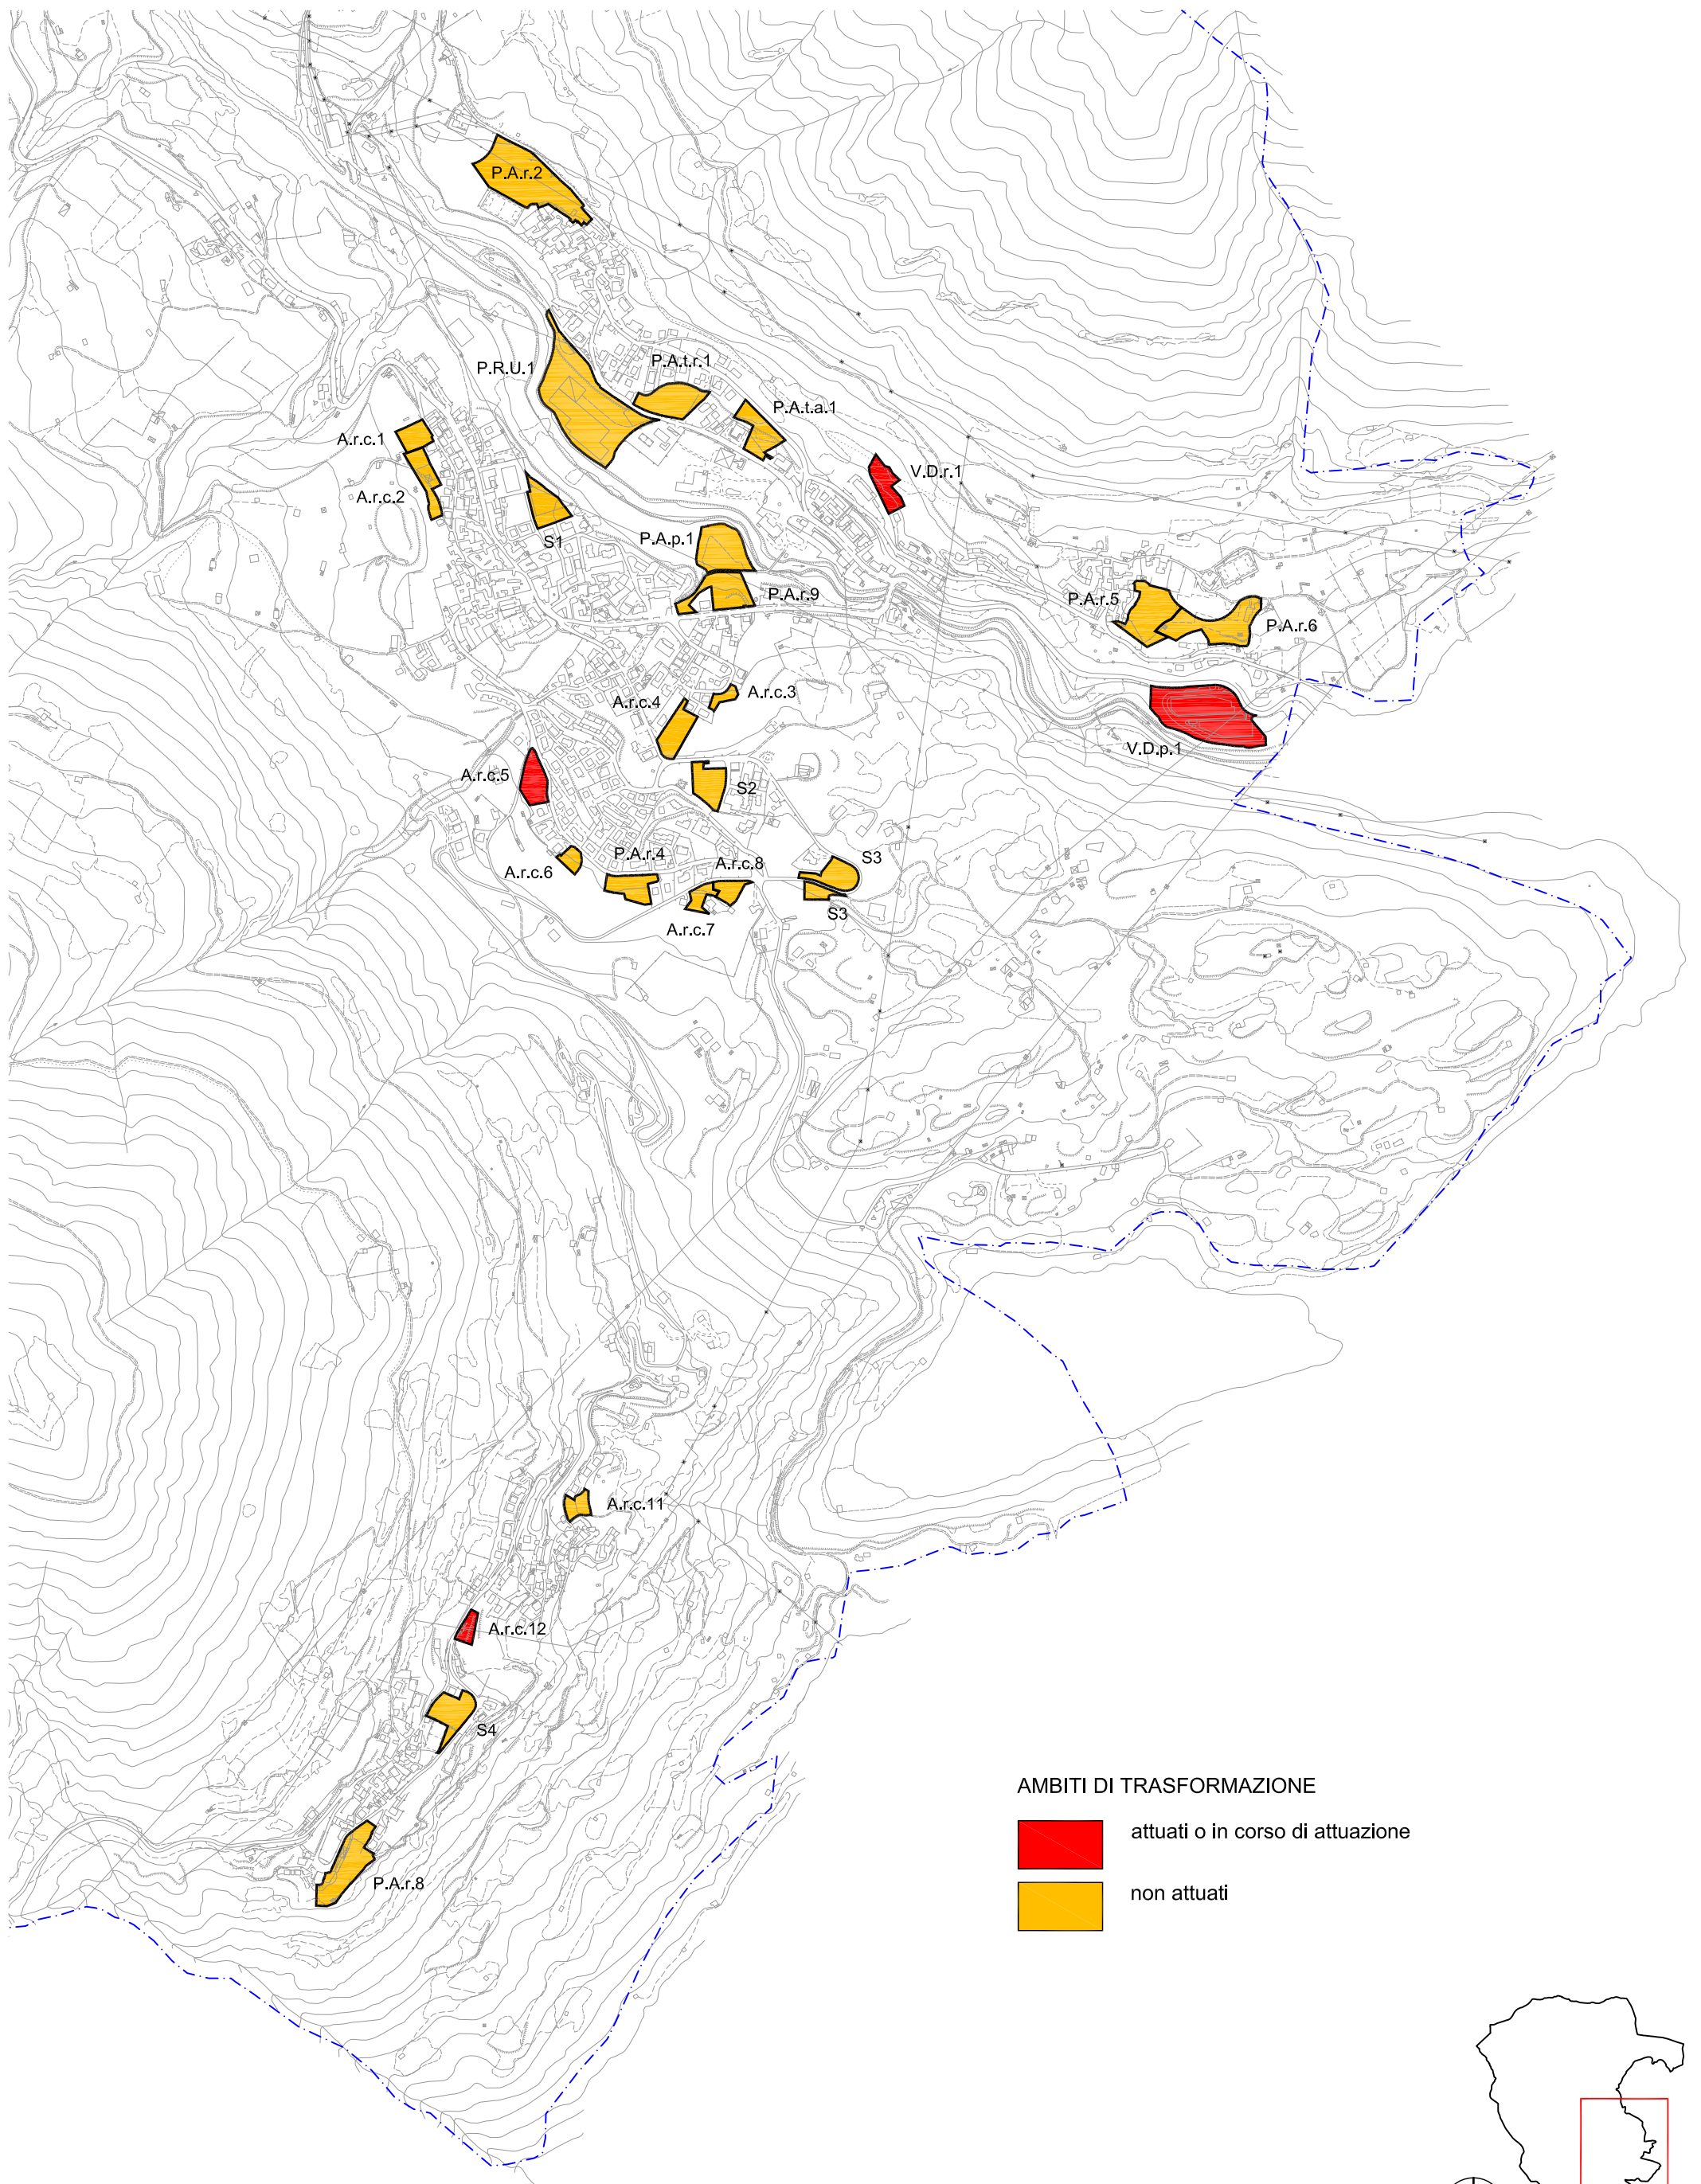 P.A.r.2
P.R.U.1
P.A.t.r.1
P.A.t.a.1
A.r.c.1
V.D.r.1
A.r.c.2
S1
P.A.p.1
P.A.r.9
P.A.r.5
P.A.r.6
A.r.c.3
A.r.c.4
V.D.p.1
A.r.c.5
S2
P.A.r.4
A.r.c.8
S3
A.r.c.6
S3
A.r.c.7
A.r.c.11
A.r.c.12
S4
P.A.r.8
AMBITI DI TRASFORMAZIONE
attuati o in corso di attuazione
non attuati